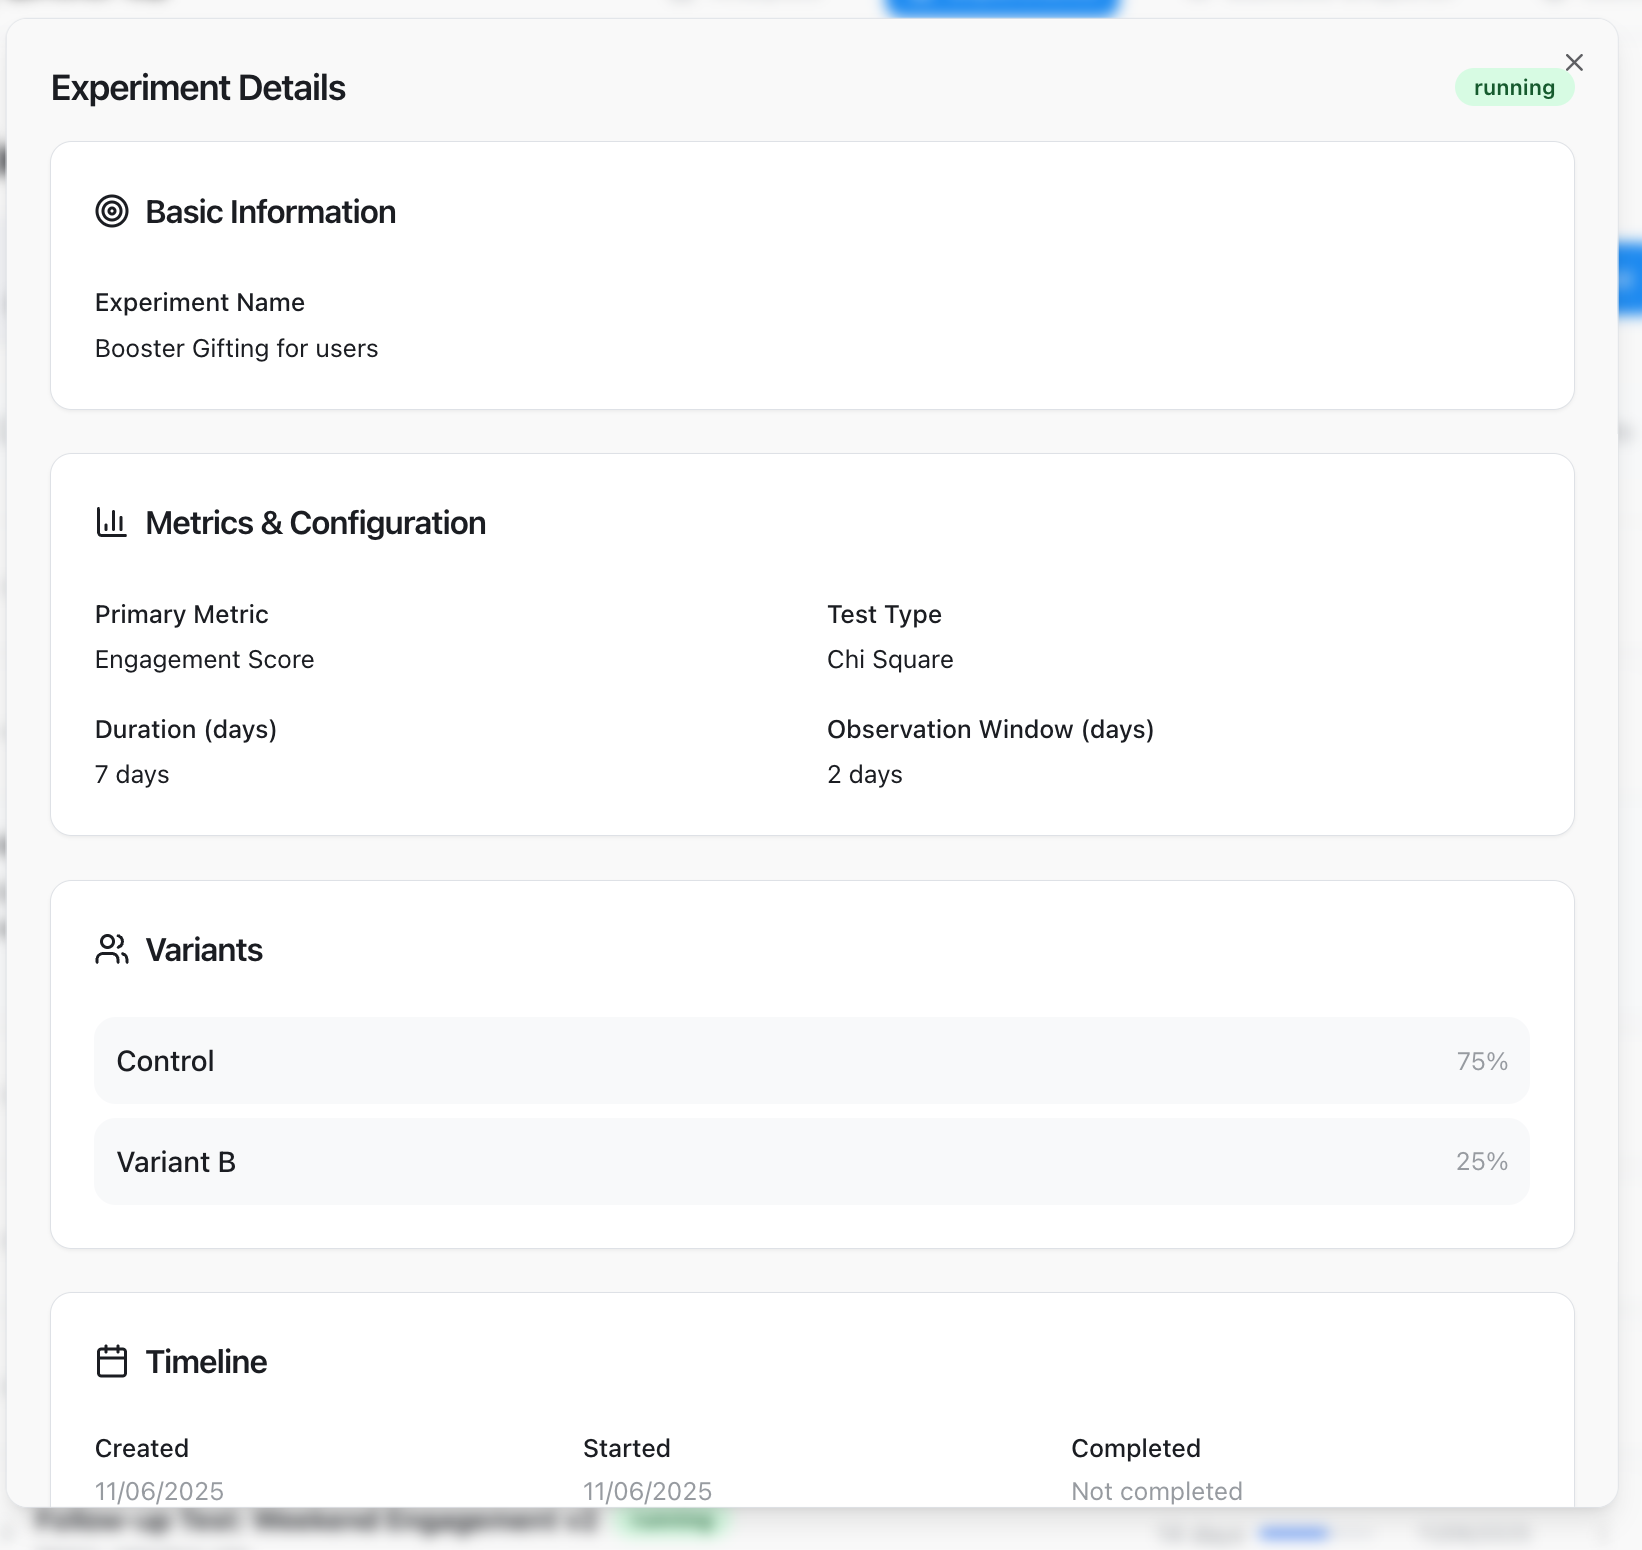 Experiment Details
running
Basic Information
Experiment Name
Booster Gifting for users
Metrics & Configuration
Primary Metric
Test Type
Engagement Score
Chi Square
Duration (days)
Observation Window (days)
7 days
2 days
Variants
Control
75%
Variant B
25%
Timeline
Created
Started
Completed
11/06/2025
11/06/2025
Not completed